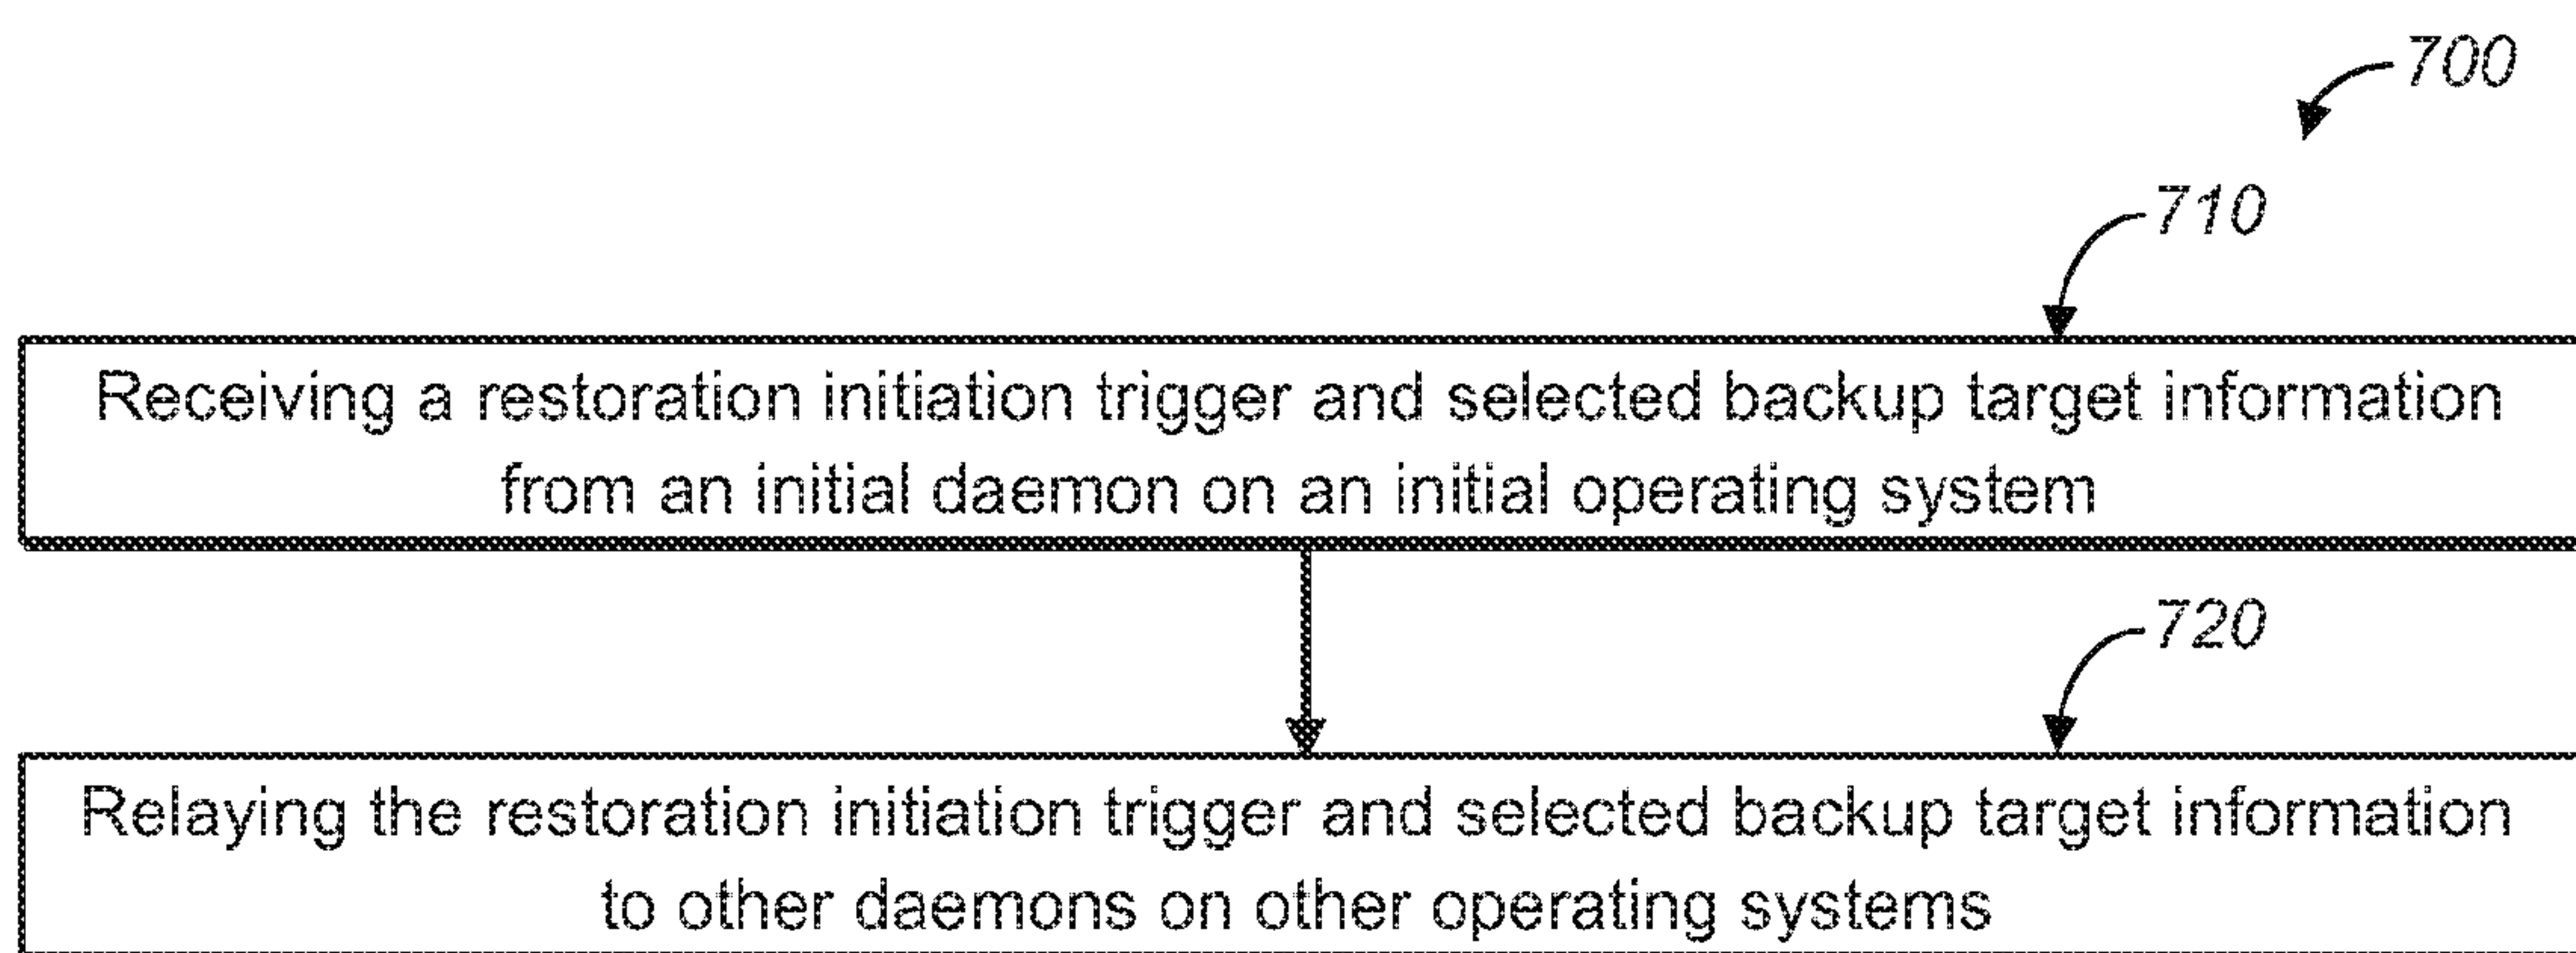 700
710
Receiving a restoration initiation trigger and selected backup target information
from an initial daemon on an initial operating system
720
Relaying the restoration initiation trigger and selected backup target information
to other daemons on other operating systems